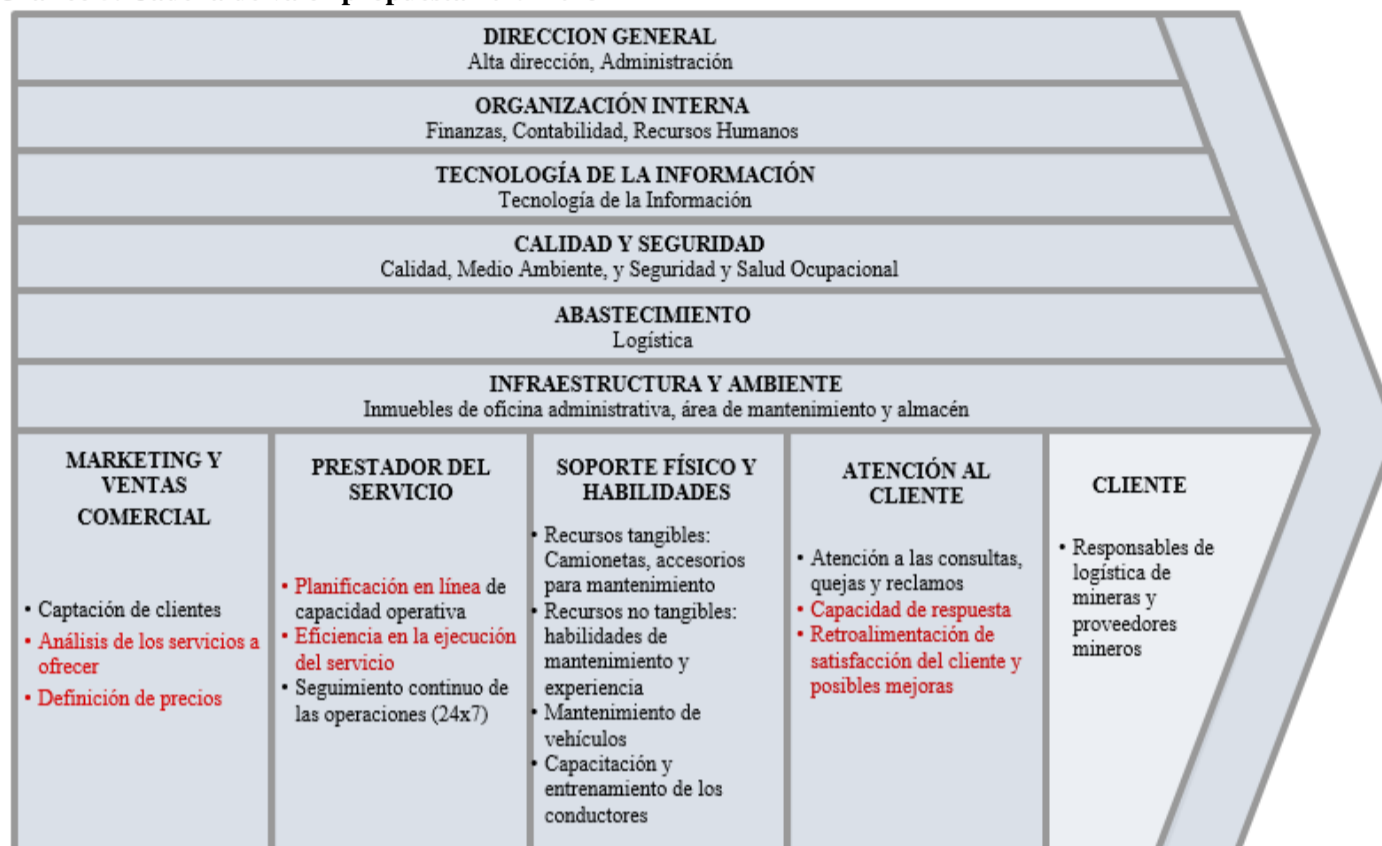 DIRECCION GENERAL
Alta dirección, Administración
ORGANIZACIÓN INTERNA
Finanzas, Contabilidad, Recursos Humanos
TECNOLOGÍA DE LA INFORMACIÓN
Tecnología de la Información
CALIDAD Y SEGURIDAD
Calidad, Medio Ambiente, y Seguridad y Salud Ocupacional
ABASTECIMIENTO
Logística
INFRAESTRUCTURA Y AMBIENTE
Inmuebles de oficina administrativa, área de mantenimiento y almacén
MARKETING Y
VENTAS
COMERCIAL
• Captación de clientes
• Análisis de los servicios a
ofrecer
• Definición de precios
PRESTADOR DEL
SERVICIO
• Planificación en línea de
capacidad operativa
• Eficiencia en la ejecución
del servicio
• Seguimiento continuo de
las operaciones (24x7)
SOPORTE FÍSICO Y
HABILIDADES
• Recursos tangibles:
Camionetas, accesorios
para mantenimiento
• Recursos no tangibles:
habilidades de
mantenimiento y
experiencia
• Mantenimiento de
vehículos
• Capacitación y
entrenamiento de los
conductores
ATENCIÓN AL
CLIENTE
• Atención a las consultas,
quejas y reclamos
• Capacidad de respuesta
• Retroalimentación de
satisfacción del cliente y
posibles mejoras
CLIENTE
• Responsables de
logística de
mineras y
proveedores
mineros